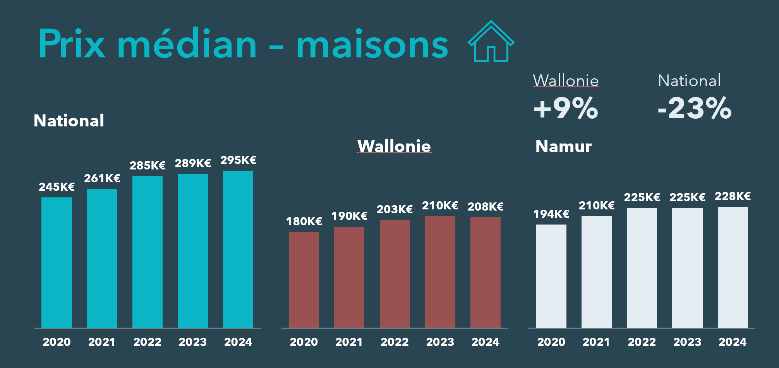 Prix médian – maisons
Wallonie National
+9% -23%
National
245K€ 261K€ 285K€ 289K€ 295K€
2020 2021 2022 2023 2024
Wallonie
180K€ 190K€ 203K€ 210K€ 208K€
2020 2021 2022 2023 2024
Namur
194K€ 210K€ 225K€ 225K€ 228K€
2020 2021 2022 2023 2024